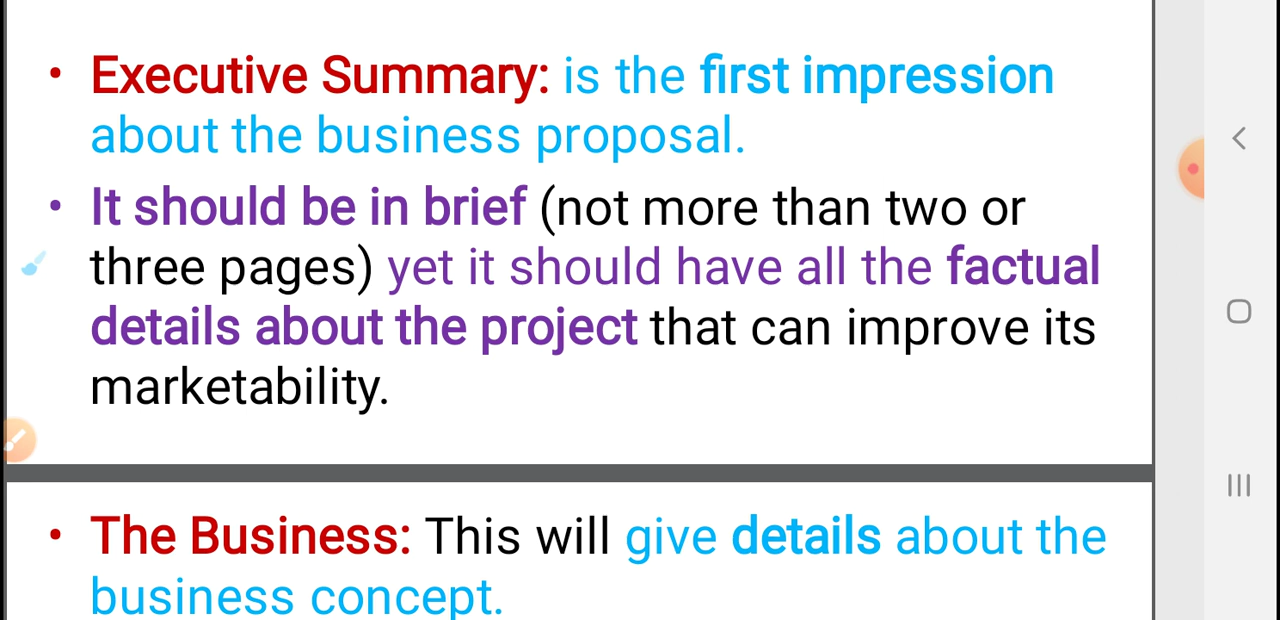 • Executive Summary: is the first impression
about the business proposal.
• It should be in brief (not more than two or
three pages) yet it should have all the factual
details about the project that can improve its
marketability.
• The Business: This will give details about the
business concept.